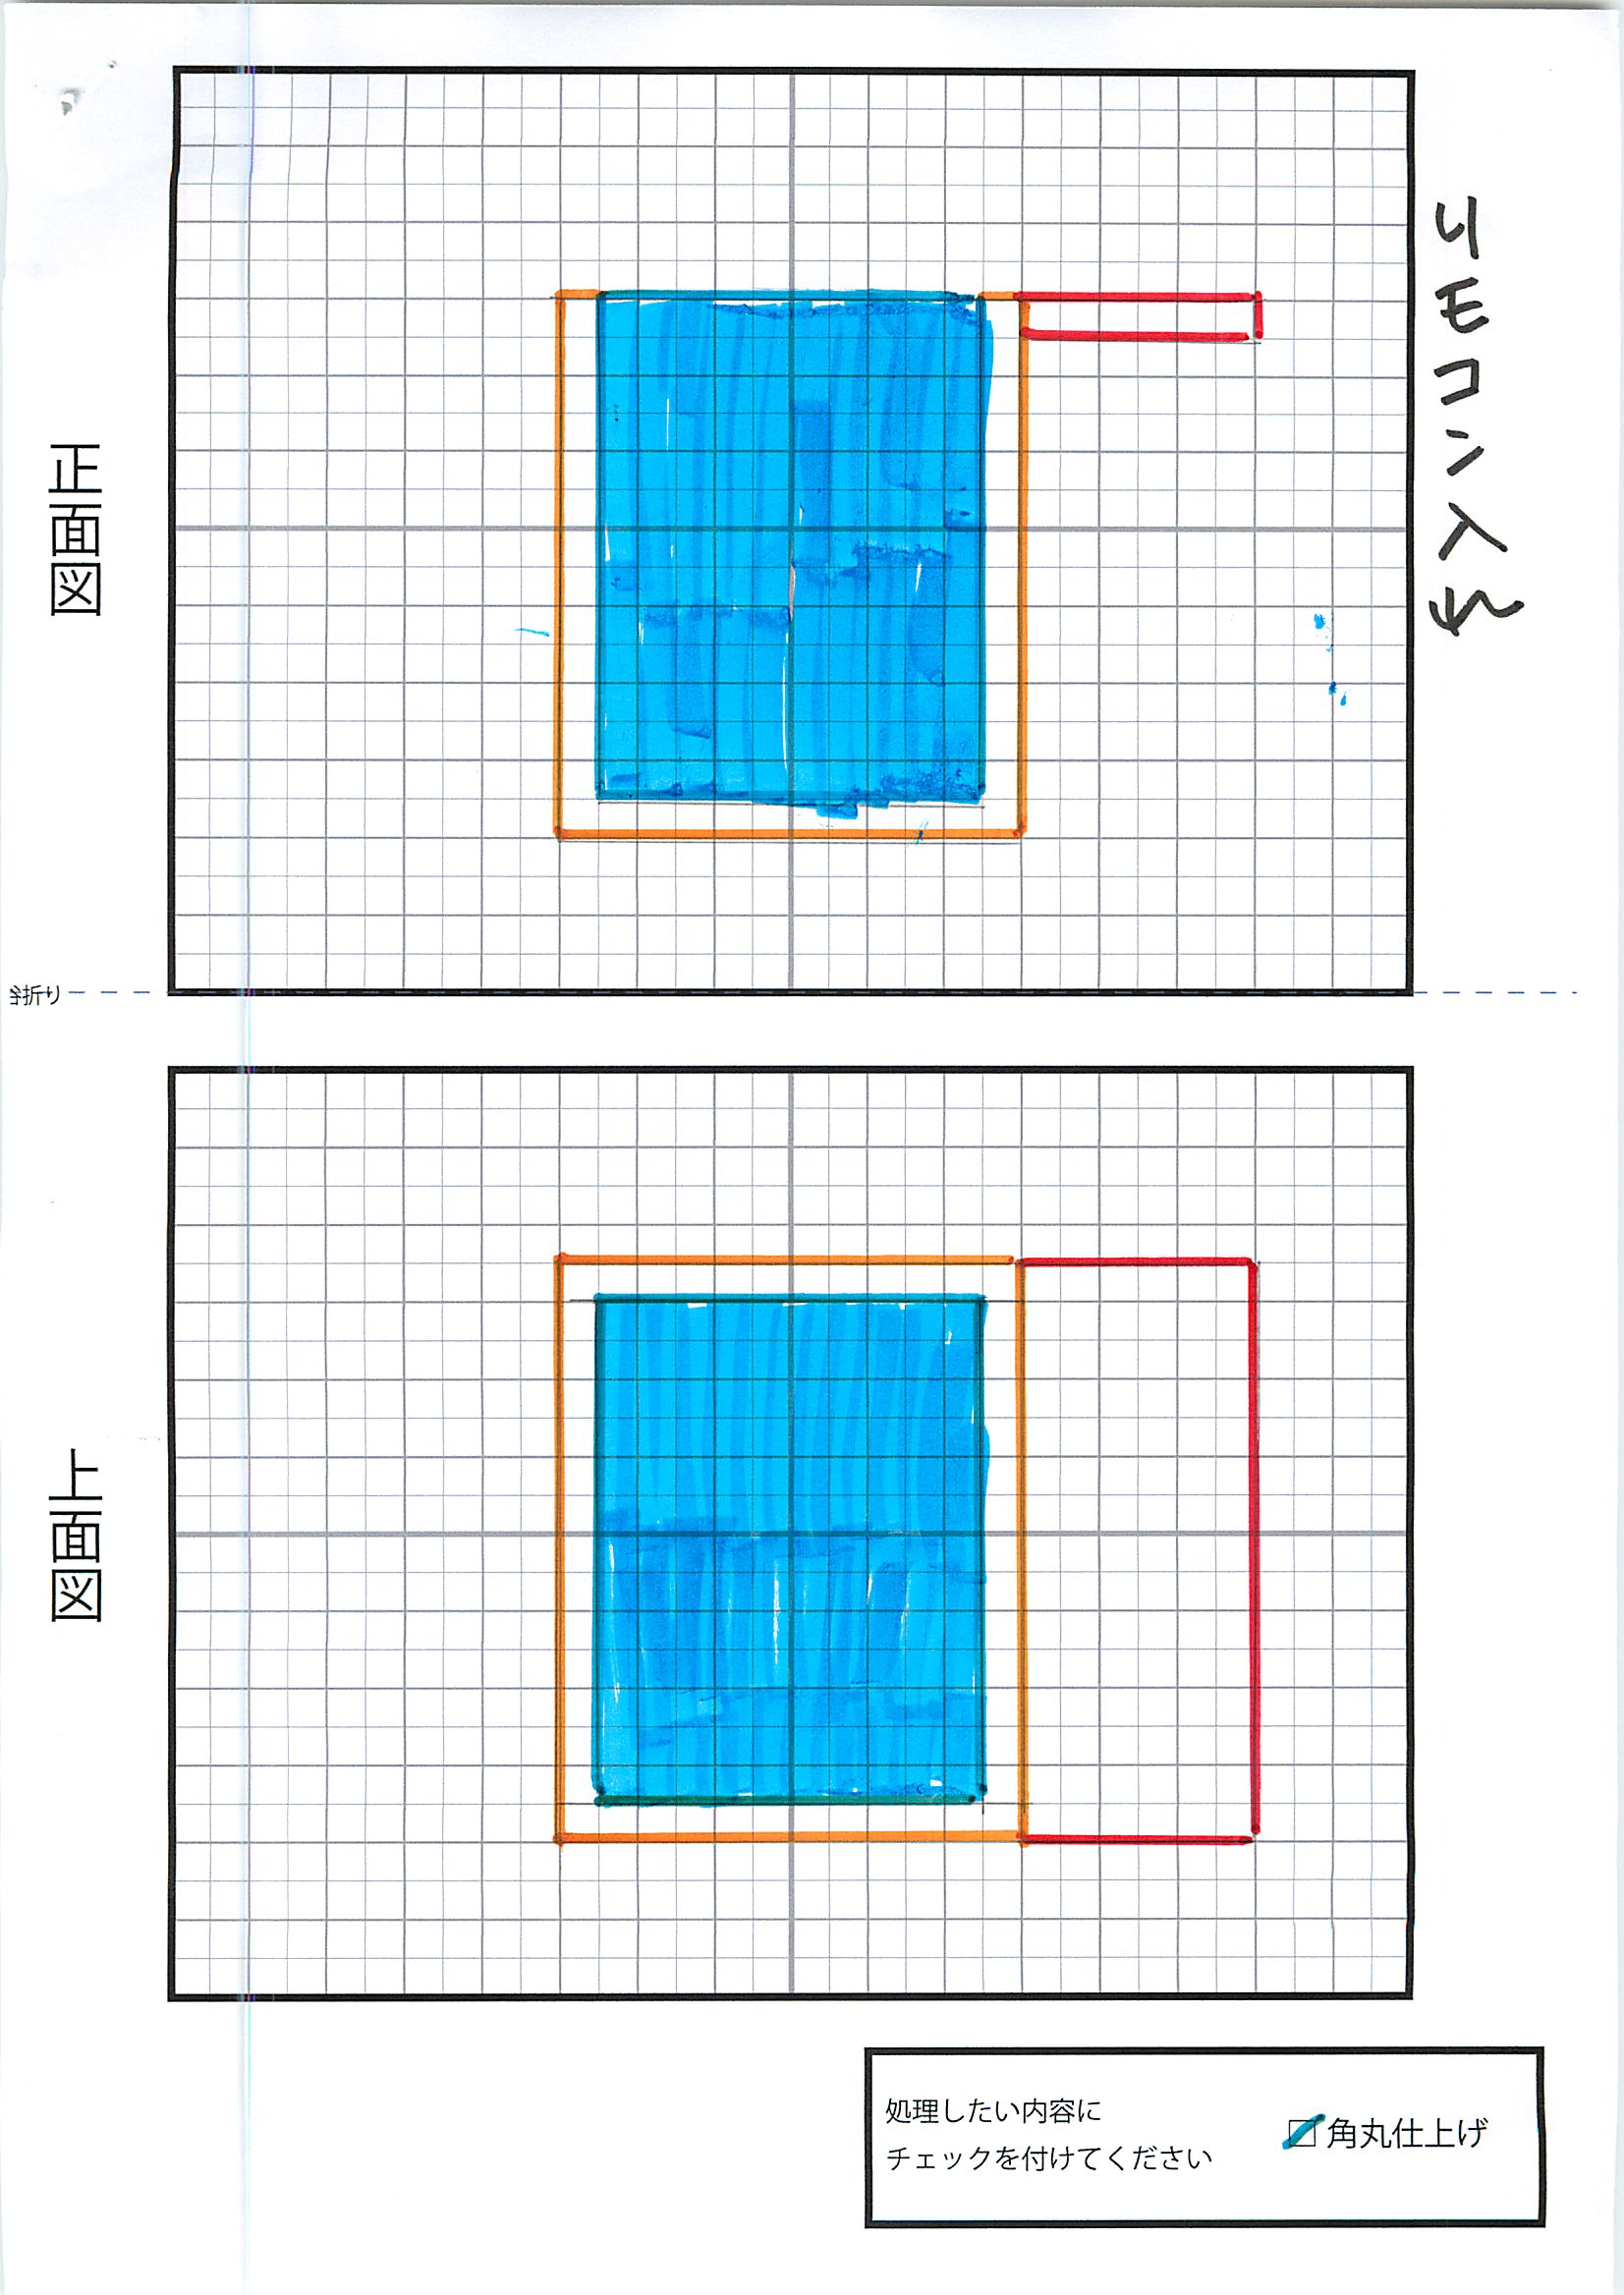 リモコン入れ
正面図
折り
上面図
処理したい内容に
チェックを付けてください
角丸仕上げ